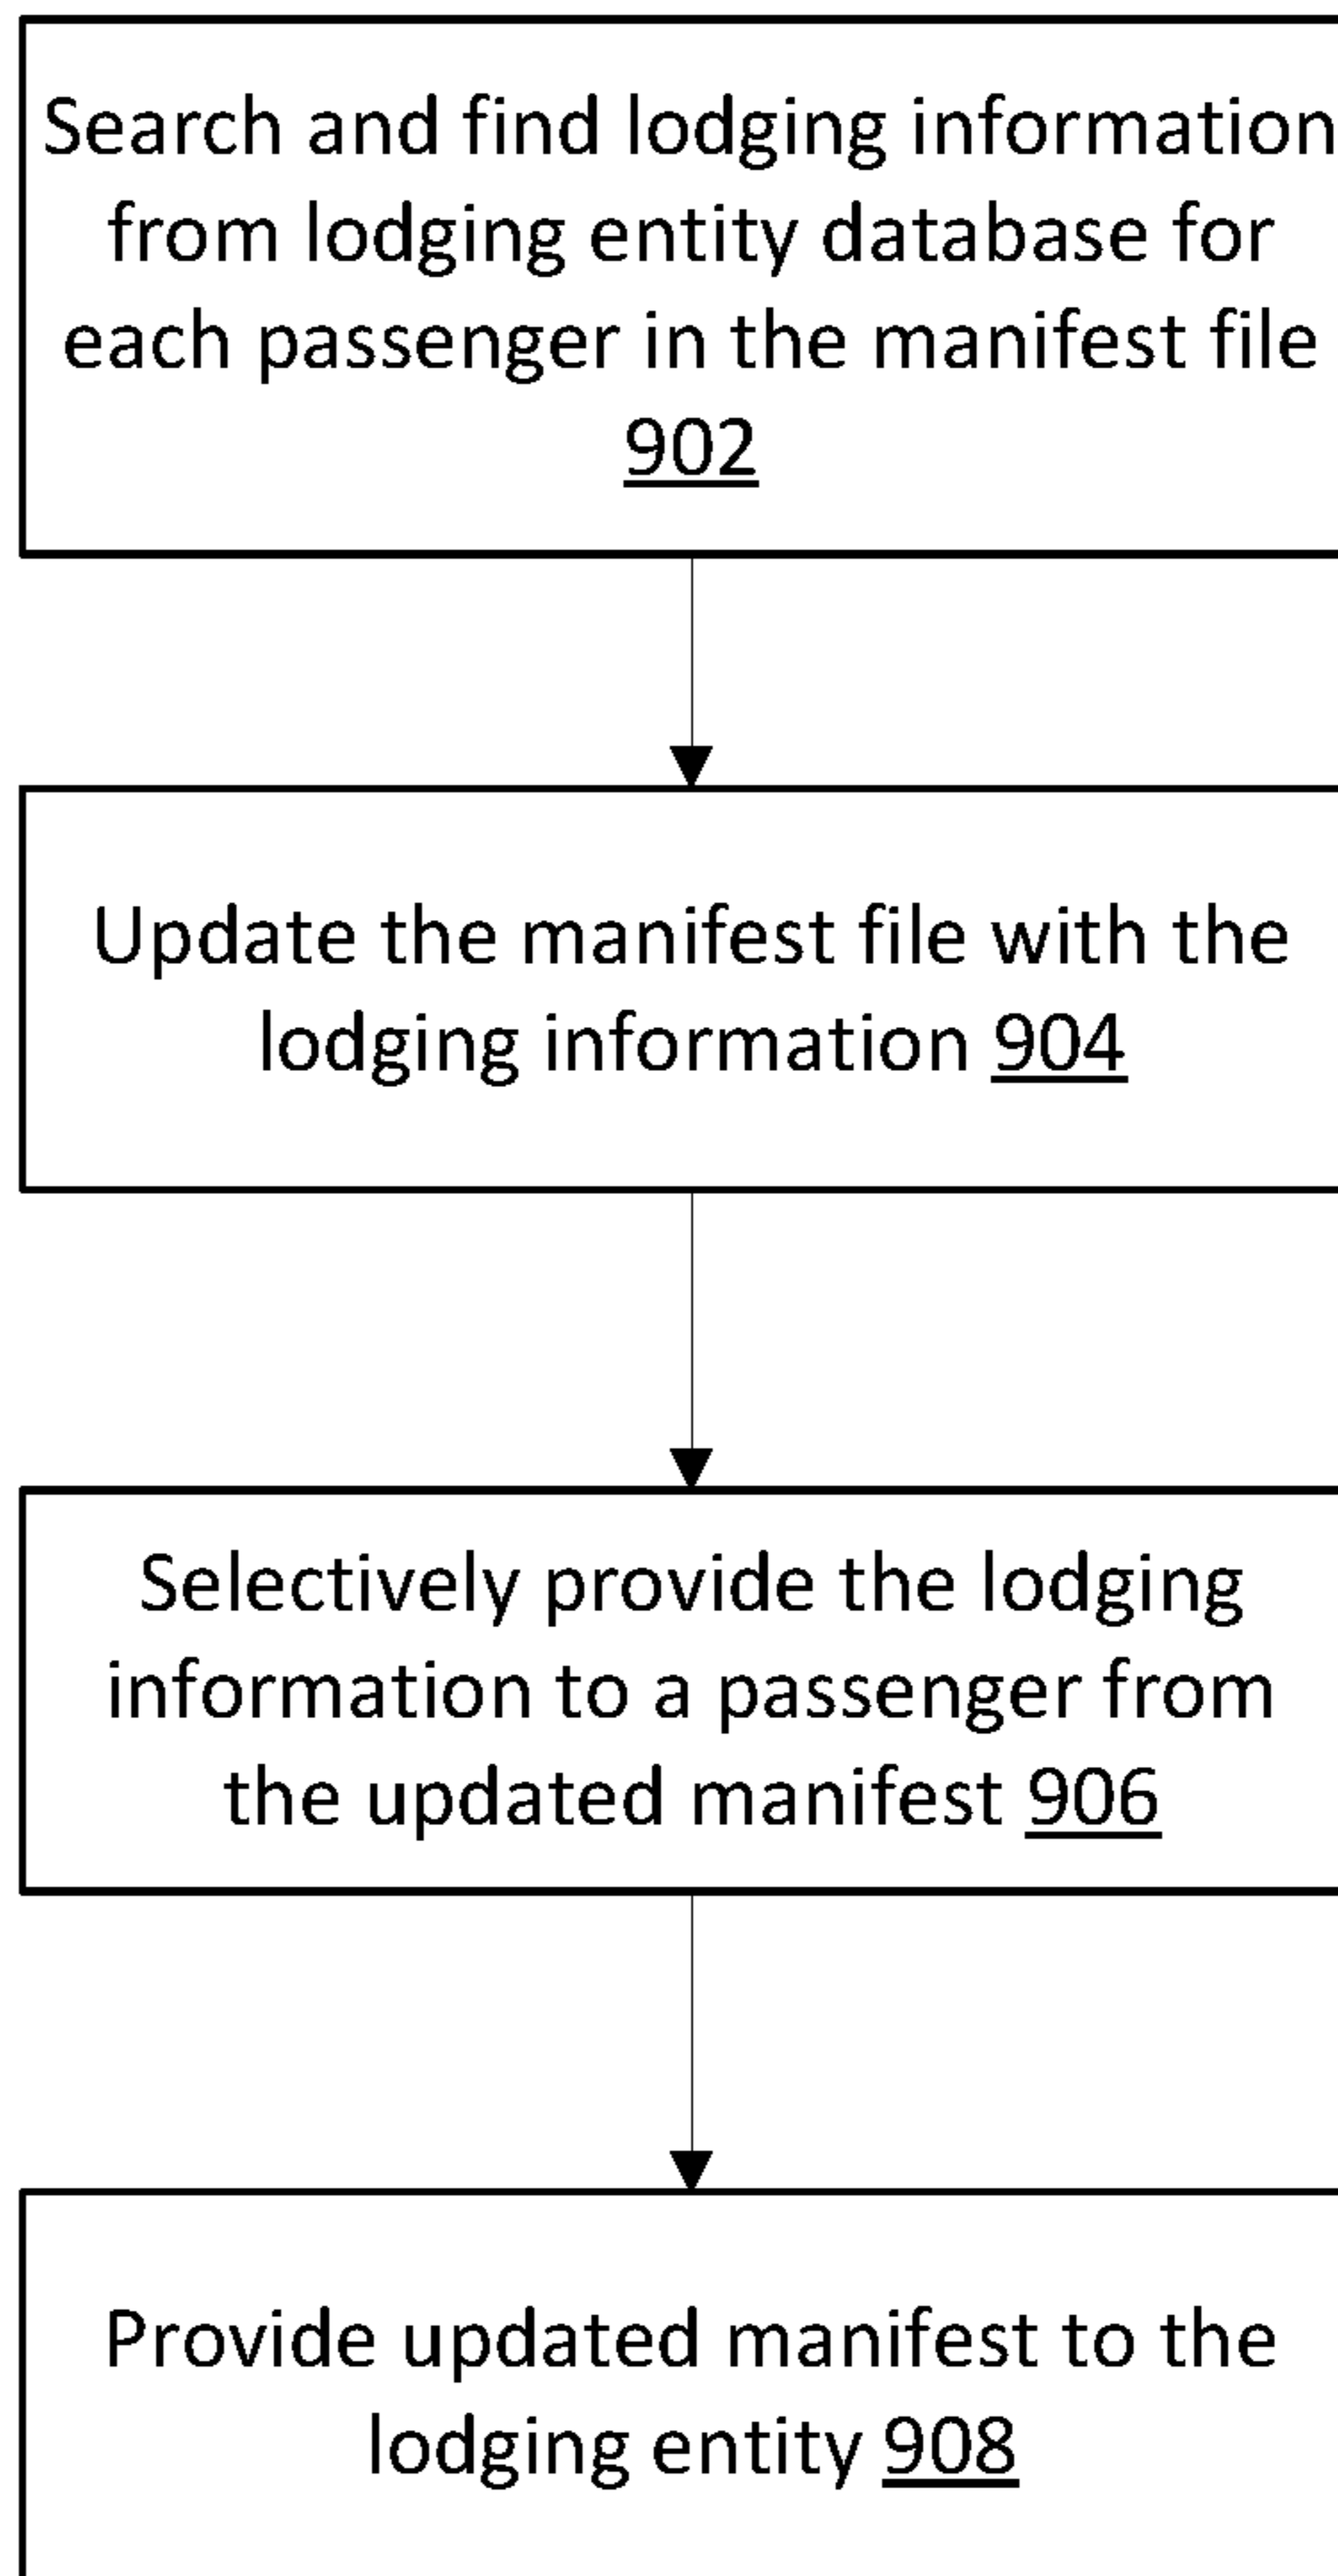 Search and find lodging information
from lodging entity database for
each passenger in the manifest file
902
Update the manifest file with the
lodging information 904
Selectively provide the lodging
information to a passenger from
the updated manifest 906
Provide updated manifest to the
lodging entity 908